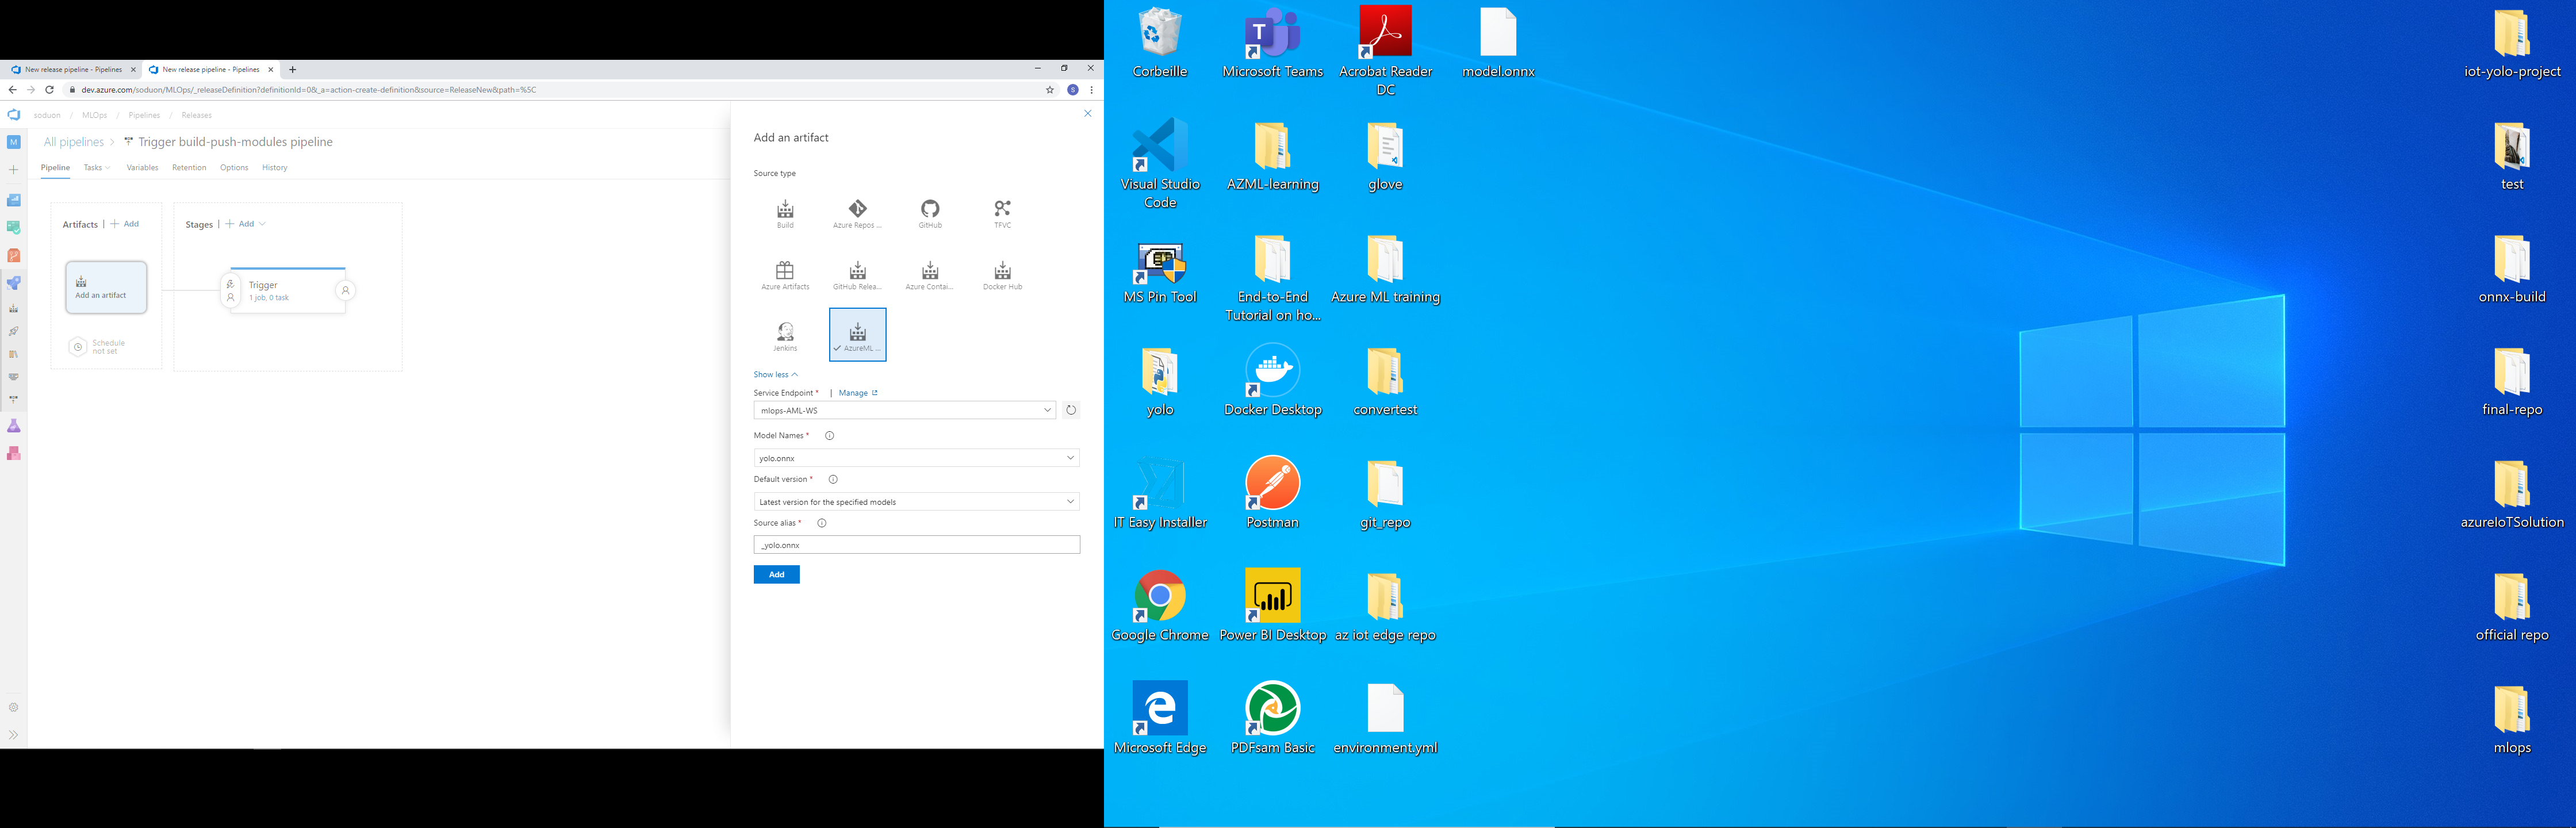 New release pipeline - Pipelines
New release pipeline - Pipelines
dev.azure.com/soduon/MLOps/_releaseDefinition?definitionId=0&_a=action-create-definition&source=ReleaseNew&path=%5C
S
soduon / MLOps / Pipelines / Releases
M
All pipelines > Trigger build-push-modules pipeline
Pipeline Tasks Variables Retention Options History
Artifacts | + Add
Stages | + Add
Add an artifact
Trigger
1 job, 0 task
Schedule
not set
Add an artifact
Source type
Build
Azure Repos ...
GitHub
TFVC
Azure Artifacts
GitHub Relea...
Azure Contai...
Docker Hub
Jenkins
AzureML ...
Show less
Service Endpoint * | Manage
mlops-AML-WS
Model Names *
yolo.onnx
Default version *
Latest version for the specified models
Source alias *
_yolo.onnx
Add
Corbeille
Microsoft Teams
Acrobat Reader
DC
model.onnx
Visual Studio
Code
AZML-learning
glove
MS Pin Tool
End-to-End
Tutorial on ho...
Azure ML training
yolo
Docker Desktop
convertest
IT Easy Installer
Postman
git_repo
Google Chrome
Power BI Desktop
az iot edge repo
Microsoft Edge
PDFsam Basic
environment.yml
iot-yolo-project
test
onnx-build
final-repo
azureIoTSolution
official repo
mlops